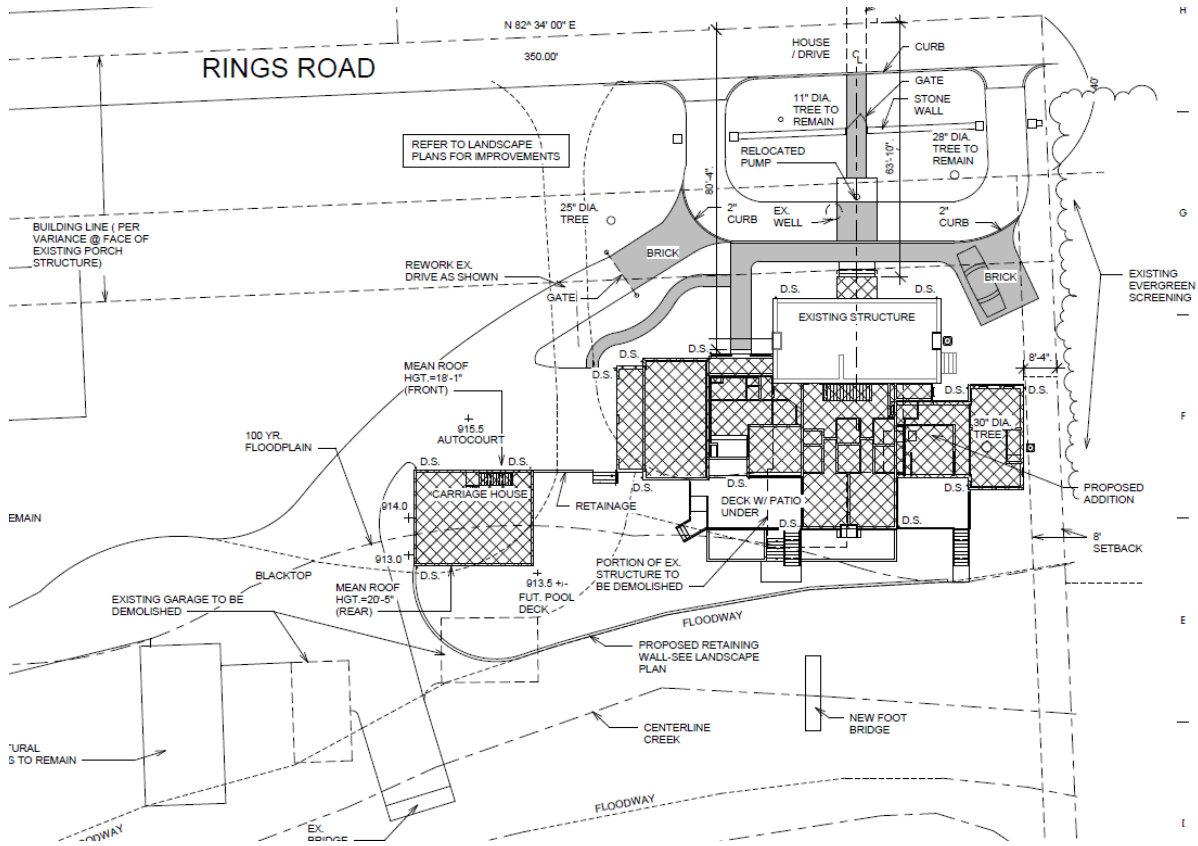 H
N 82^ 34' 00" E
350.00'
RINGS ROAD
HOUSE
/ DRIVE
CL
CURB
GATE
STONE
WALL
11" DIA.
TREE TO
REMAIN
28" DIA.
TREE TO
REMAIN
40'
REFER TO LANDSCAPE
PLANS FOR IMPROVEMENTS
RELOCATED
PUMP
80'-4".
63'-10".
G
BUILDING LINE ( PER
VARIANCE @ FACE OF
EXISTING PORCH
STRUCTURE)
25" DIA.
TREE
2"
CURB
EX.
WELL
2"
CURB
BRICK
BRICK
REWORK EX.
DRIVE AS SHOWN
GATE
EXISTING
EVERGREEN
SCREENING
D.S.
D.S.
EXISTING STRUCTURE
D.S.
D.S.
D.S.
8'-4".
MEAN ROOF
HGT.=18'-1"
(FRONT)
D.S.
D.S.
F
915.5
AUTOCOURT
30" DIA.
TREE
100 YR.
FLOODPLAIN
D.S.
D.S.
CARRIAGE HOUSE
RETAINAGE
D.S.
D.S.
DECK W/ PATIO
UNDER
D.S.
D.S.
D.S.
PROPOSED
ADDITION
914.0
EMAIN
913.0
8'
SETBACK
BLACKTOP
D.S.
MEAN ROOF
HGT.=20'-5"
(REAR)
913.5 +/-
FUT. POOL
DECK
PORTION OF EX.
STRUCTURE TO
BE DEMOLISHED
EXISTING GARAGE TO BE
DEMOLISHED
FLOODWAY
E
PROPOSED RETAINING
WALL-SEE LANDSCAPE
PLAN
NEW FOOT
BRIDGE
CENTERLINE
CREEK
TURAL
S TO REMAIN
FLOODWAY
OODWAY
EX.
BRIDGE